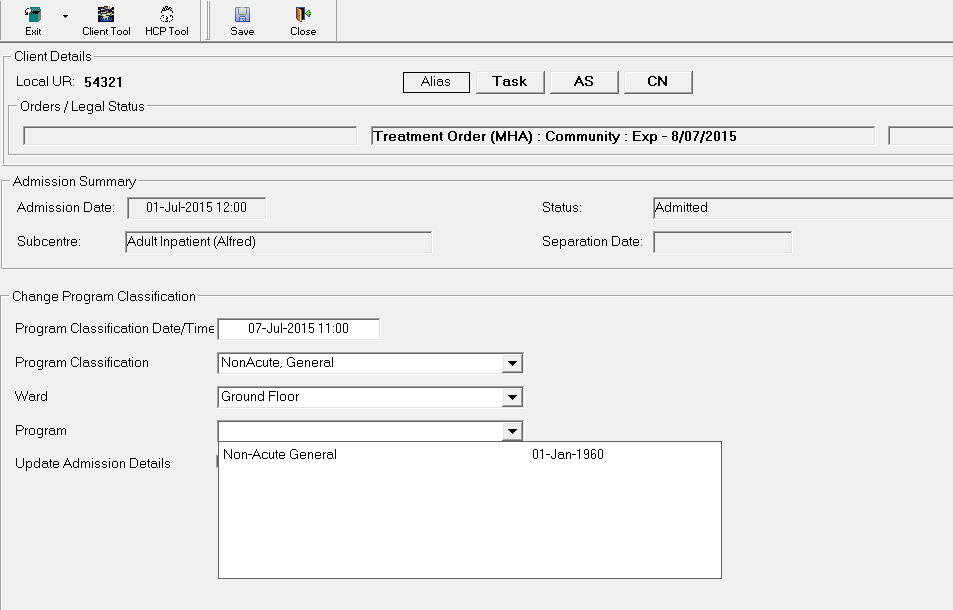 Exit Client Tool HCP Tool Save Close
Client Details
Local UR: 54321 Alias Task AS CN
Orders / Legal Status
Treatment Order (MHA) : Community : Exp - 8/07/2015
Admission Summary
Admission Date: 01-Jul-2015 12:00 Status: Admitted
Subcentre: Adult Inpatient (Alfred) Separation Date:
Change Program Classification
Program Classification Date/Time 07-Jul-2015 11:00
Program Classification NonAcute, General
Ward Ground Floor
Program
Non-Acute General 01-Jan-1960
Update Admission Details